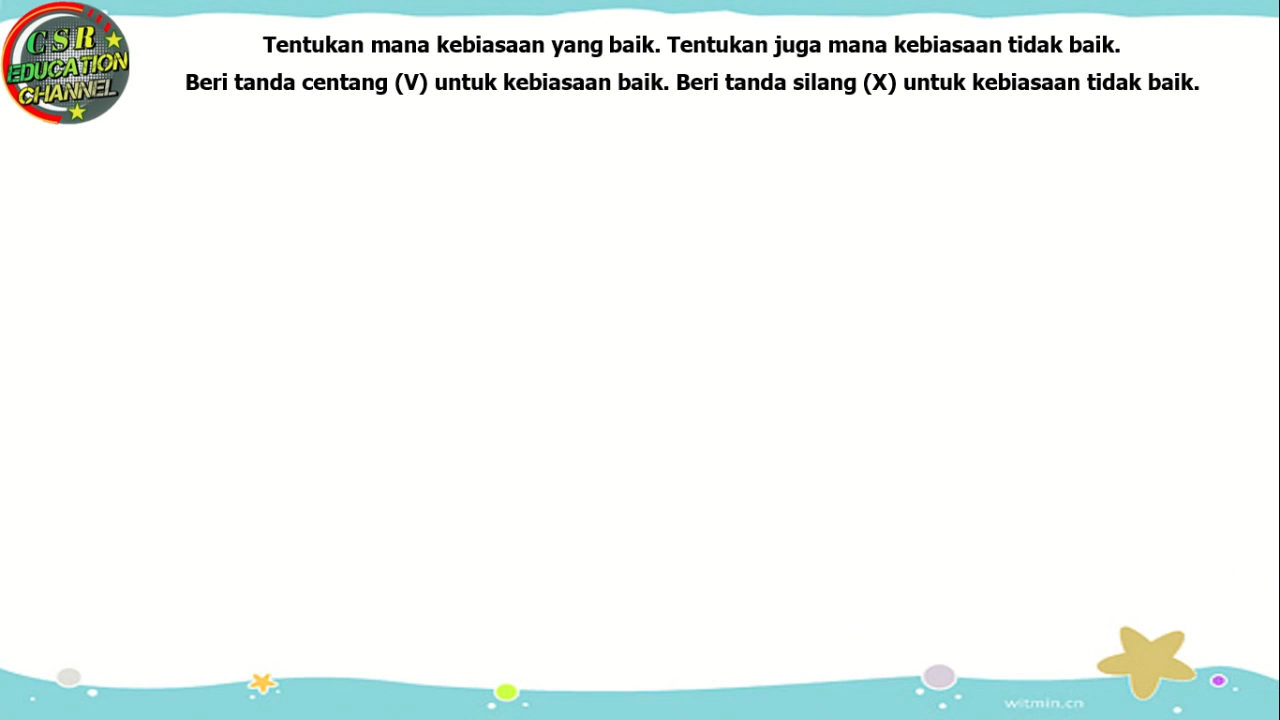 CSR
EDUCATION
CHANNEL
Tentukan mana kebiasaan yang baik. Tentukan juga mana kebiasaan tidak baik.
Beri tanda centang (V) untuk kebiasaan baik. Beri tanda silang (X) untuk kebiasaan tidak baik.
witmin.cn